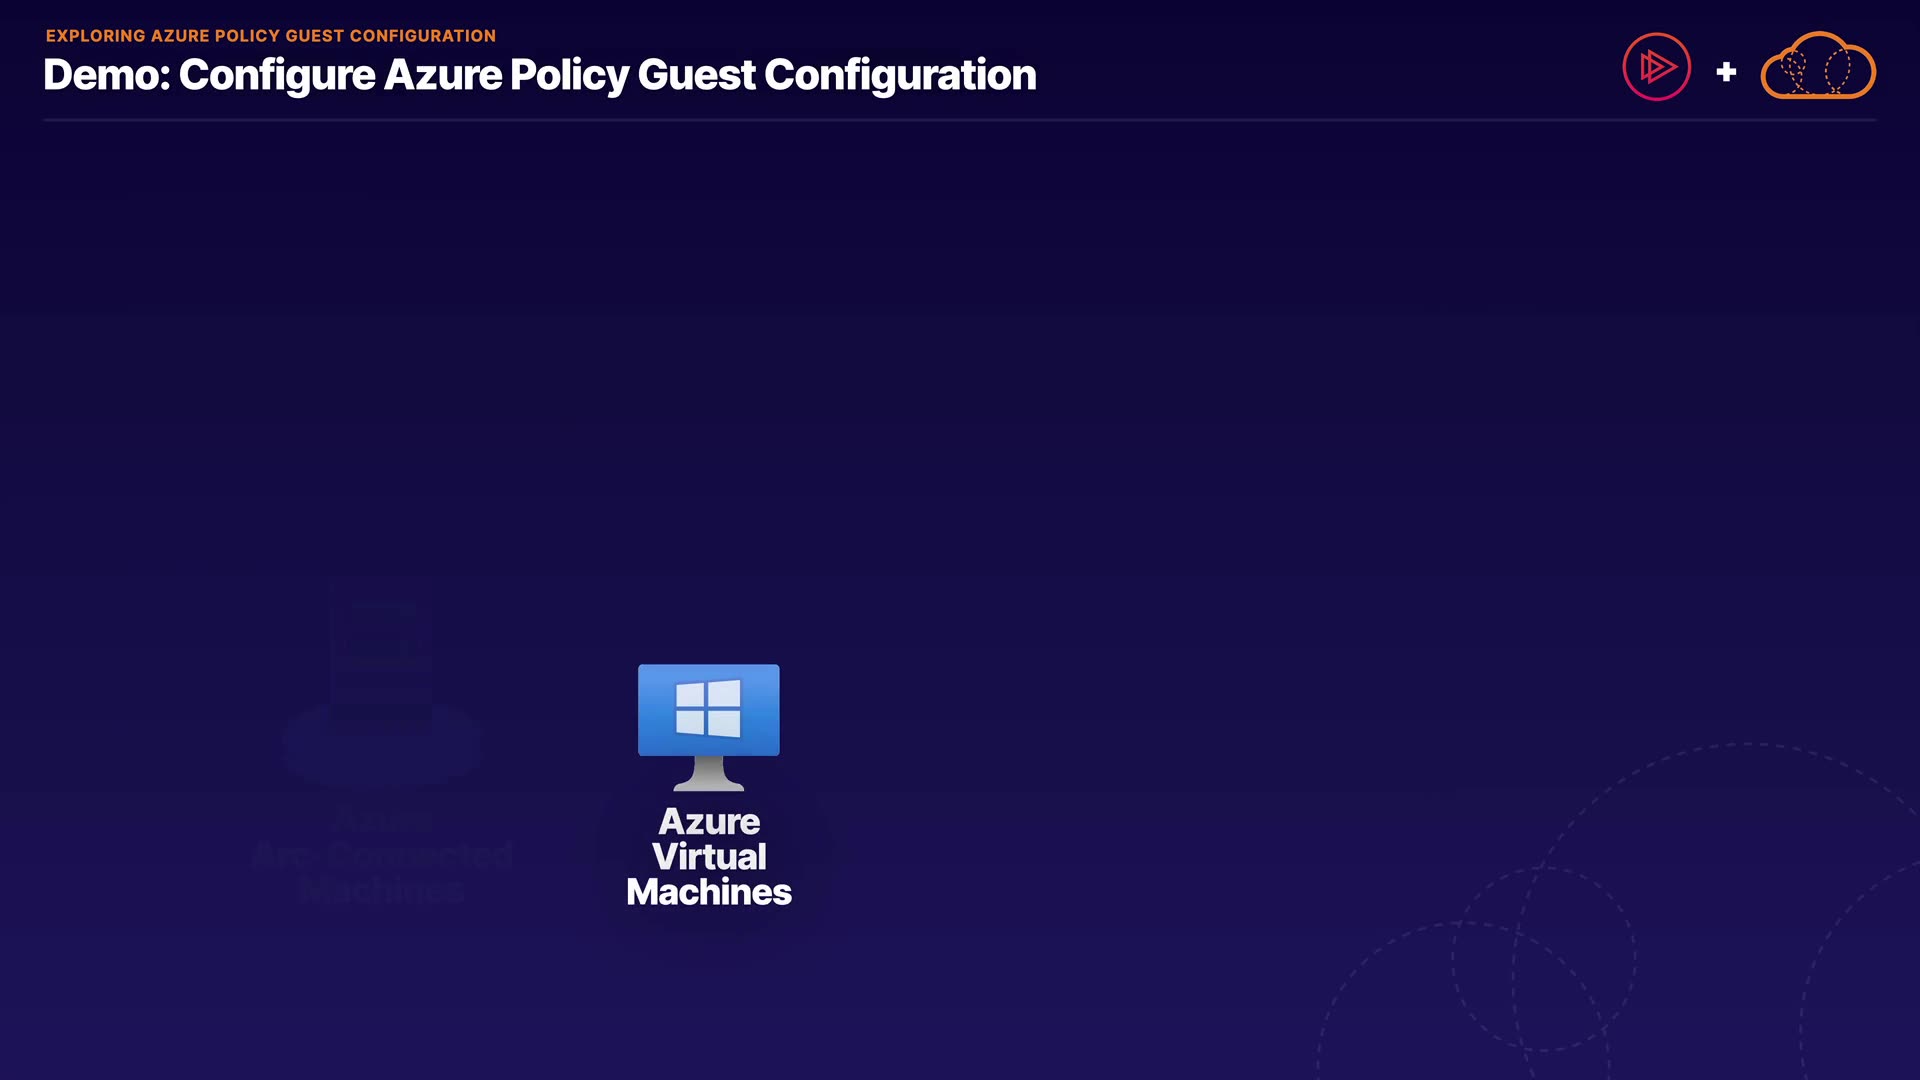 EXPLORING AZURE POLICY GUEST CONFIGURATION
Demo: Configure Azure Policy Guest Configuration
Azure
Arc-Connected
Machines
Azure
Virtual
Machines